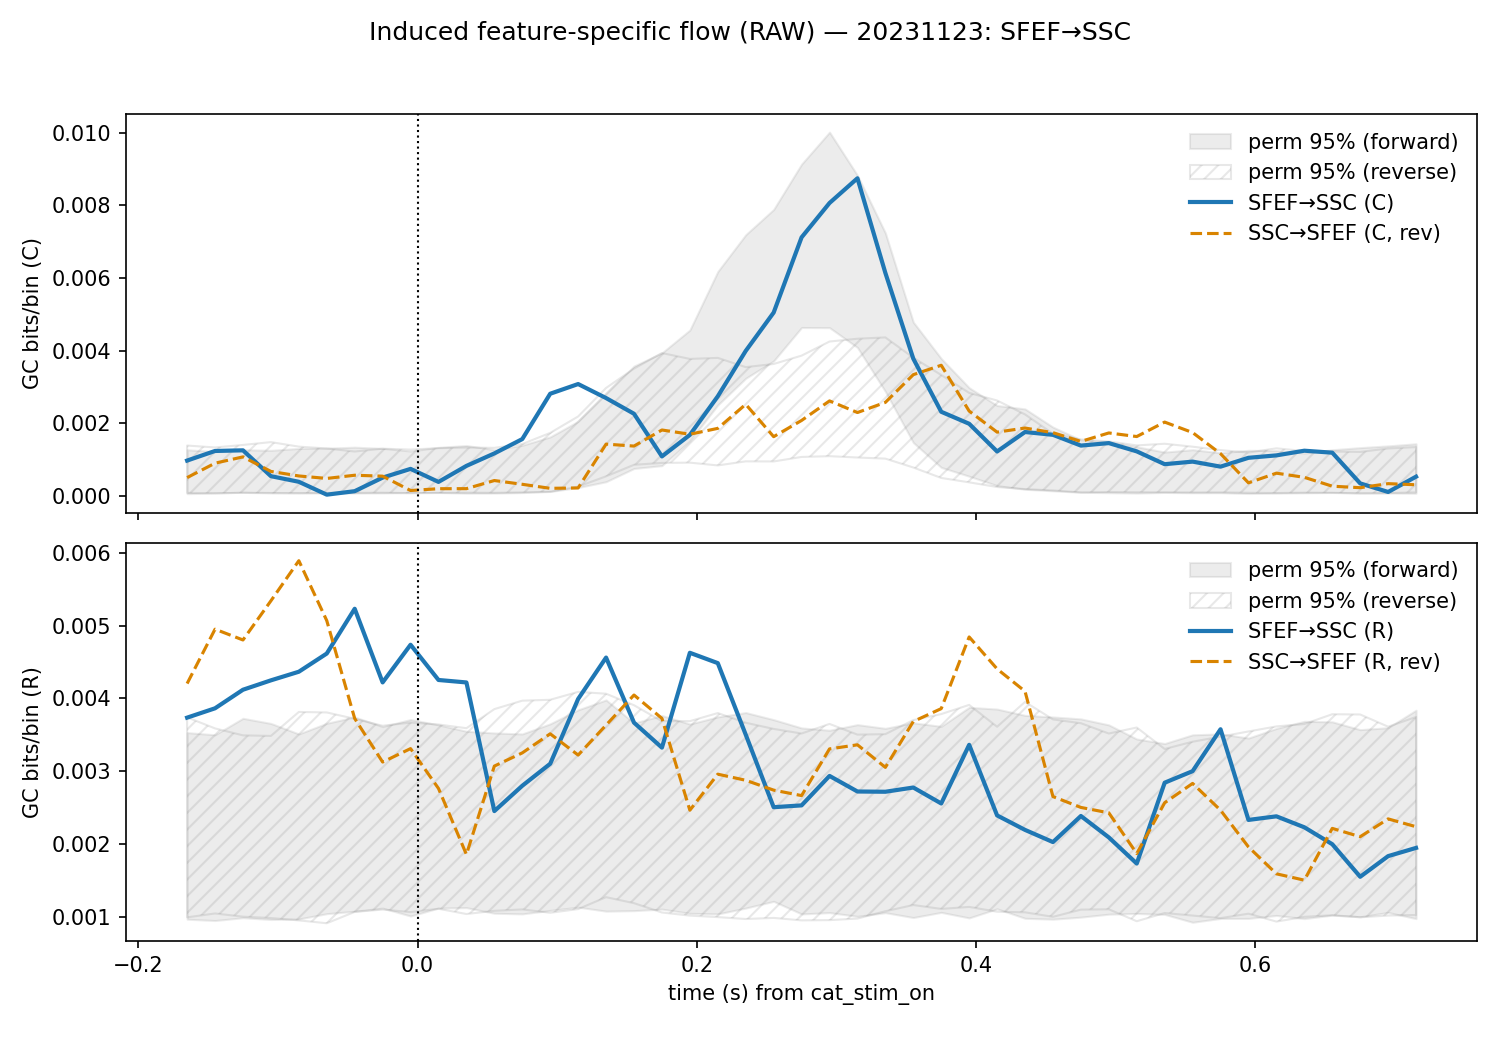 Induced feature-specific flow (RAW) — 20231123: SFEF→SSC
GC bits/bin (C)
0.010
0.008
0.006
0.004
0.002
0.000
perm 95% (forward)
perm 95% (reverse)
SFEF→SSC (C)
SSC→SFEF (C, rev)
GC bits/bin (R)
0.006
0.005
0.004
0.003
0.002
0.001
perm 95% (forward)
perm 95% (reverse)
SFEF→SSC (R)
SSC→SFEF (R, rev)
−0.2 0.0 0.2 0.4 0.6
time (s) from cat_stim_on